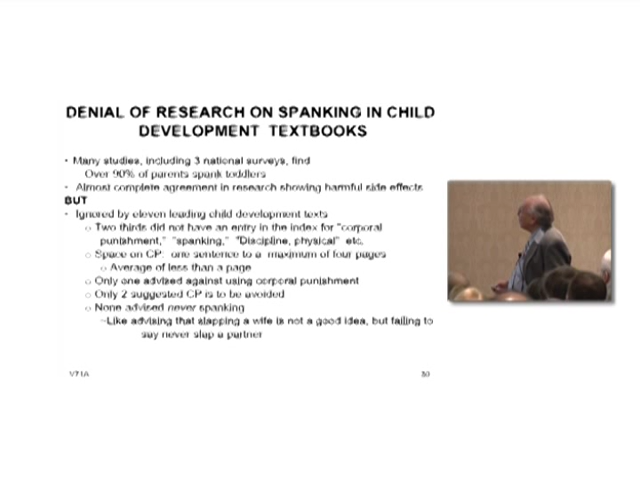 DENIAL OF RESEARCH ON SPANKING IN CHILD
DEVELOPMENT TEXTBOOKS
• Many studies, including 3 national surveys, find
Over 90% of parents spank toddlers
• Almost complete agreement in research showing harmful side effects
BUT
• Ignored by eleven leading child development texts
○ Two thirds did not have an entry in the index for "corporal
punishment," "spanking," "Discipline, physical" etc.
○ Space on CP: one sentence to a maximum of four pages
○ Average of less than a page
○ Only one advised against using corporal punishment
○ Only 2 suggested CP is to be avoided
○ None advised never spanking
–Like advising that slapping a wife is not a good idea, but failing to
say never slap a partner
V71A 30